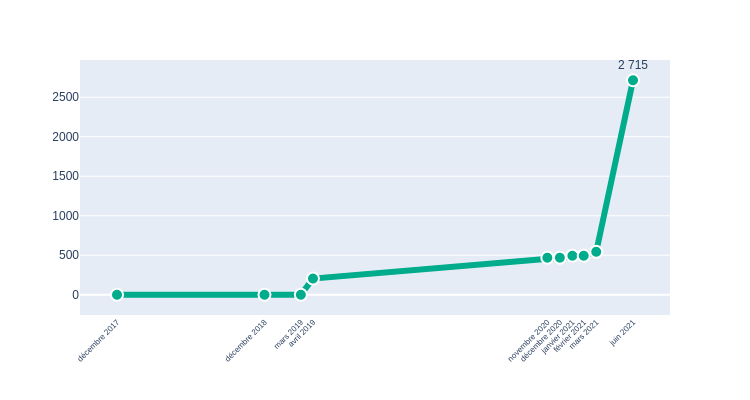 2 715
2500
2000
1500
1000
500
0
décembre 2017
décembre 2018
mars 2019
avril 2019
novembre 2020
décembre 2020
janvier 2021
février 2021
mars 2021
juin 2021